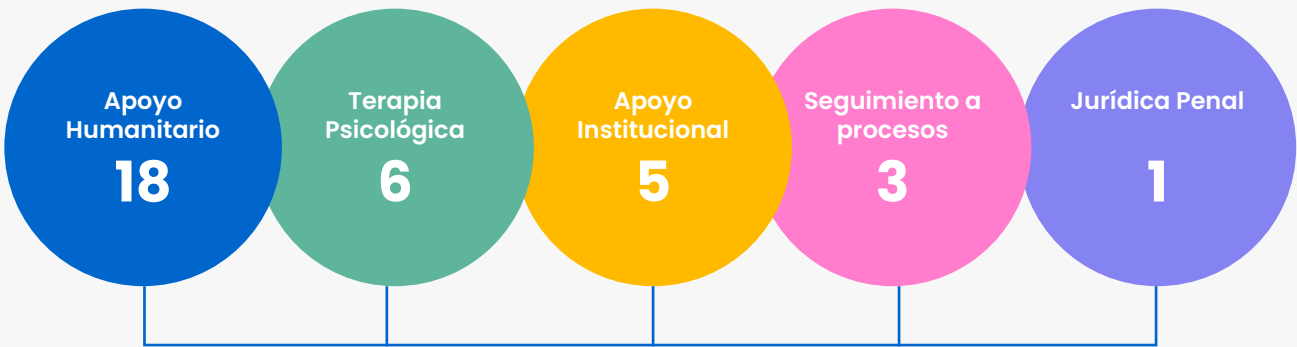 Apoyo
Humanitario
18
Terapia
Psicológica
6
Apoyo
Institucional
5
Seguimiento a
procesos
3
Jurídica Penal
1